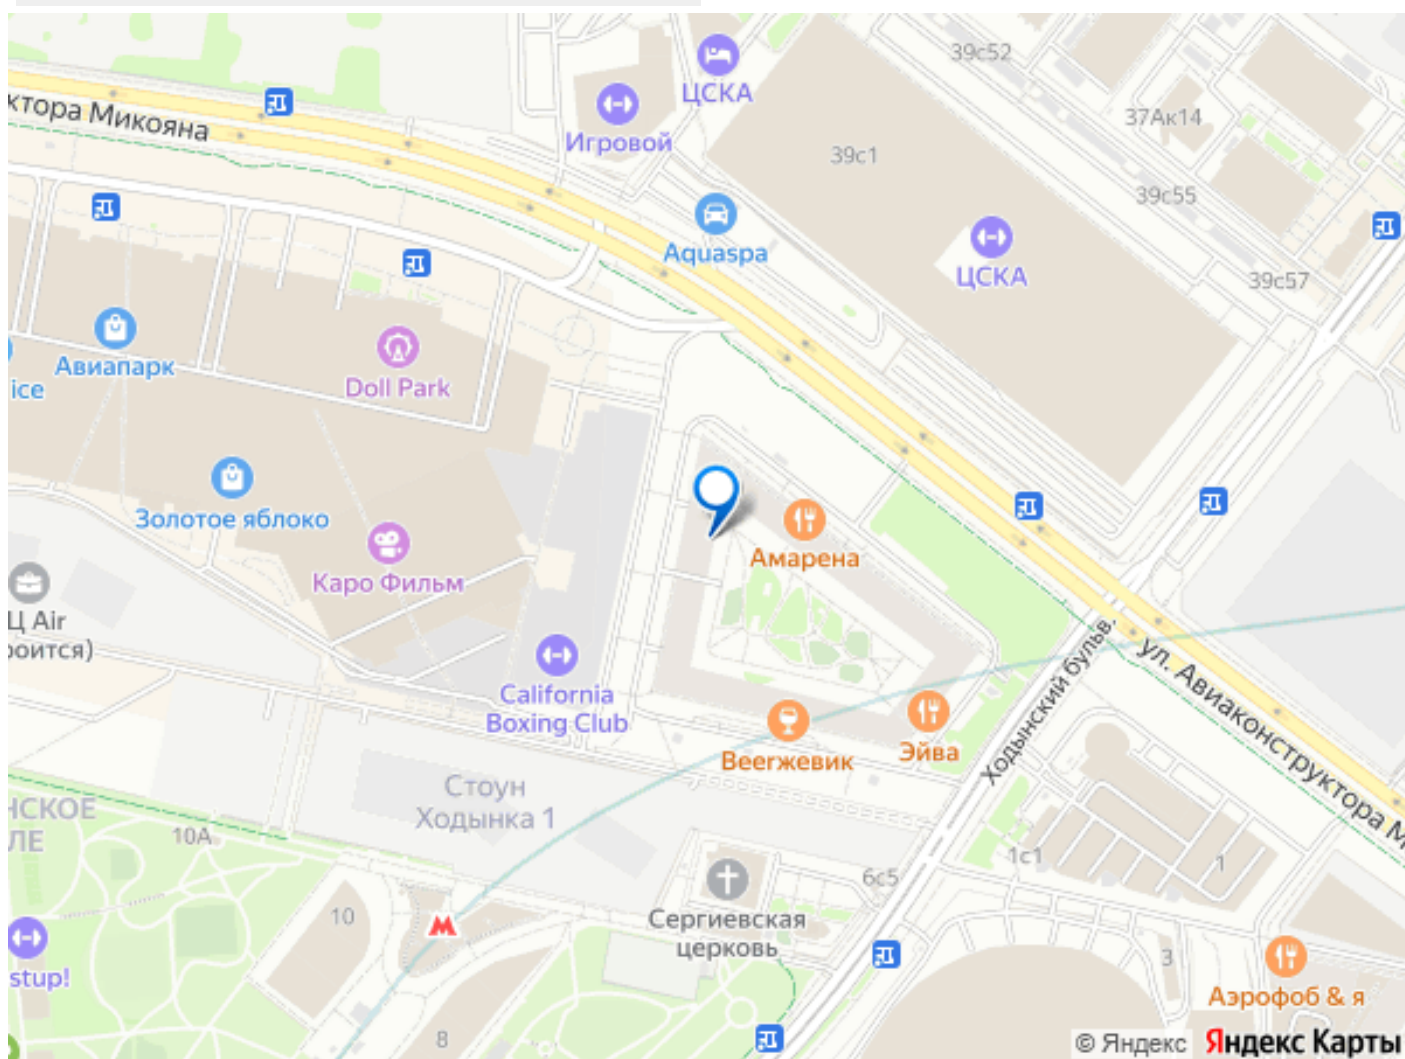 39с52
ЦСКА
37Ак14
ктора Микояна
Игровой
39с1
39с55
Aquaspa
ЦСКА
39с57
Авиапарк
Doll Park
ice
Золотое яблоко
Амарена
Каро Фильм
Ц Air
роится)
ул. Авиаконструктора М
Ходынский бульв.
California
Boxing Club
Beerжевик
Эйва
Стоун
Ходынка 1
НСКОЕ
ЛЕ
10А
1с1
1
6с5
10
Сергиевская
церковь
stup!
3
Аэрофоб & я
8
© Яндекс Яндекс Карты